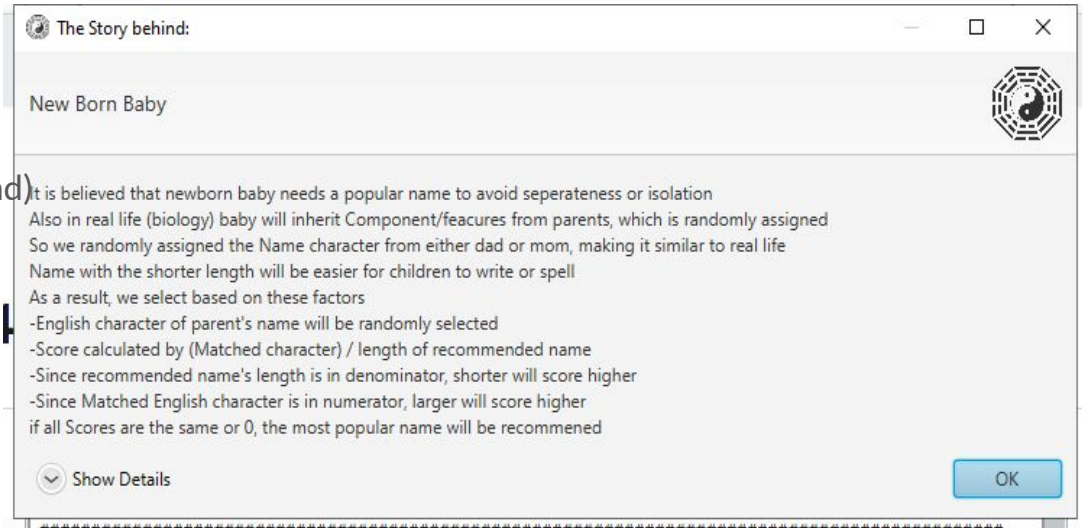 The Story behind:
New Born Baby
nd)
It is believed that newborn baby needs a popular name to avoid seperateness or isolation
Also in real life (biology) baby will inherit Component/feacures from parents, which is randomly assigned
So we randomly assigned the Name character from either dad or mom, making it similar to real life
Name with the shorter length will be easier for children to write or spell
As a result, we select based on these factors
-English character of parent's name will be randomly selected
-Score calculated by (Matched character) / length of recommended name
-Since recommended name's length is in denominator, shorter will score higher
-Since Matched English character is in numerator, larger will score higher
if all Scores are the same or 0, the most popular name will be recommened
Show Details
OK